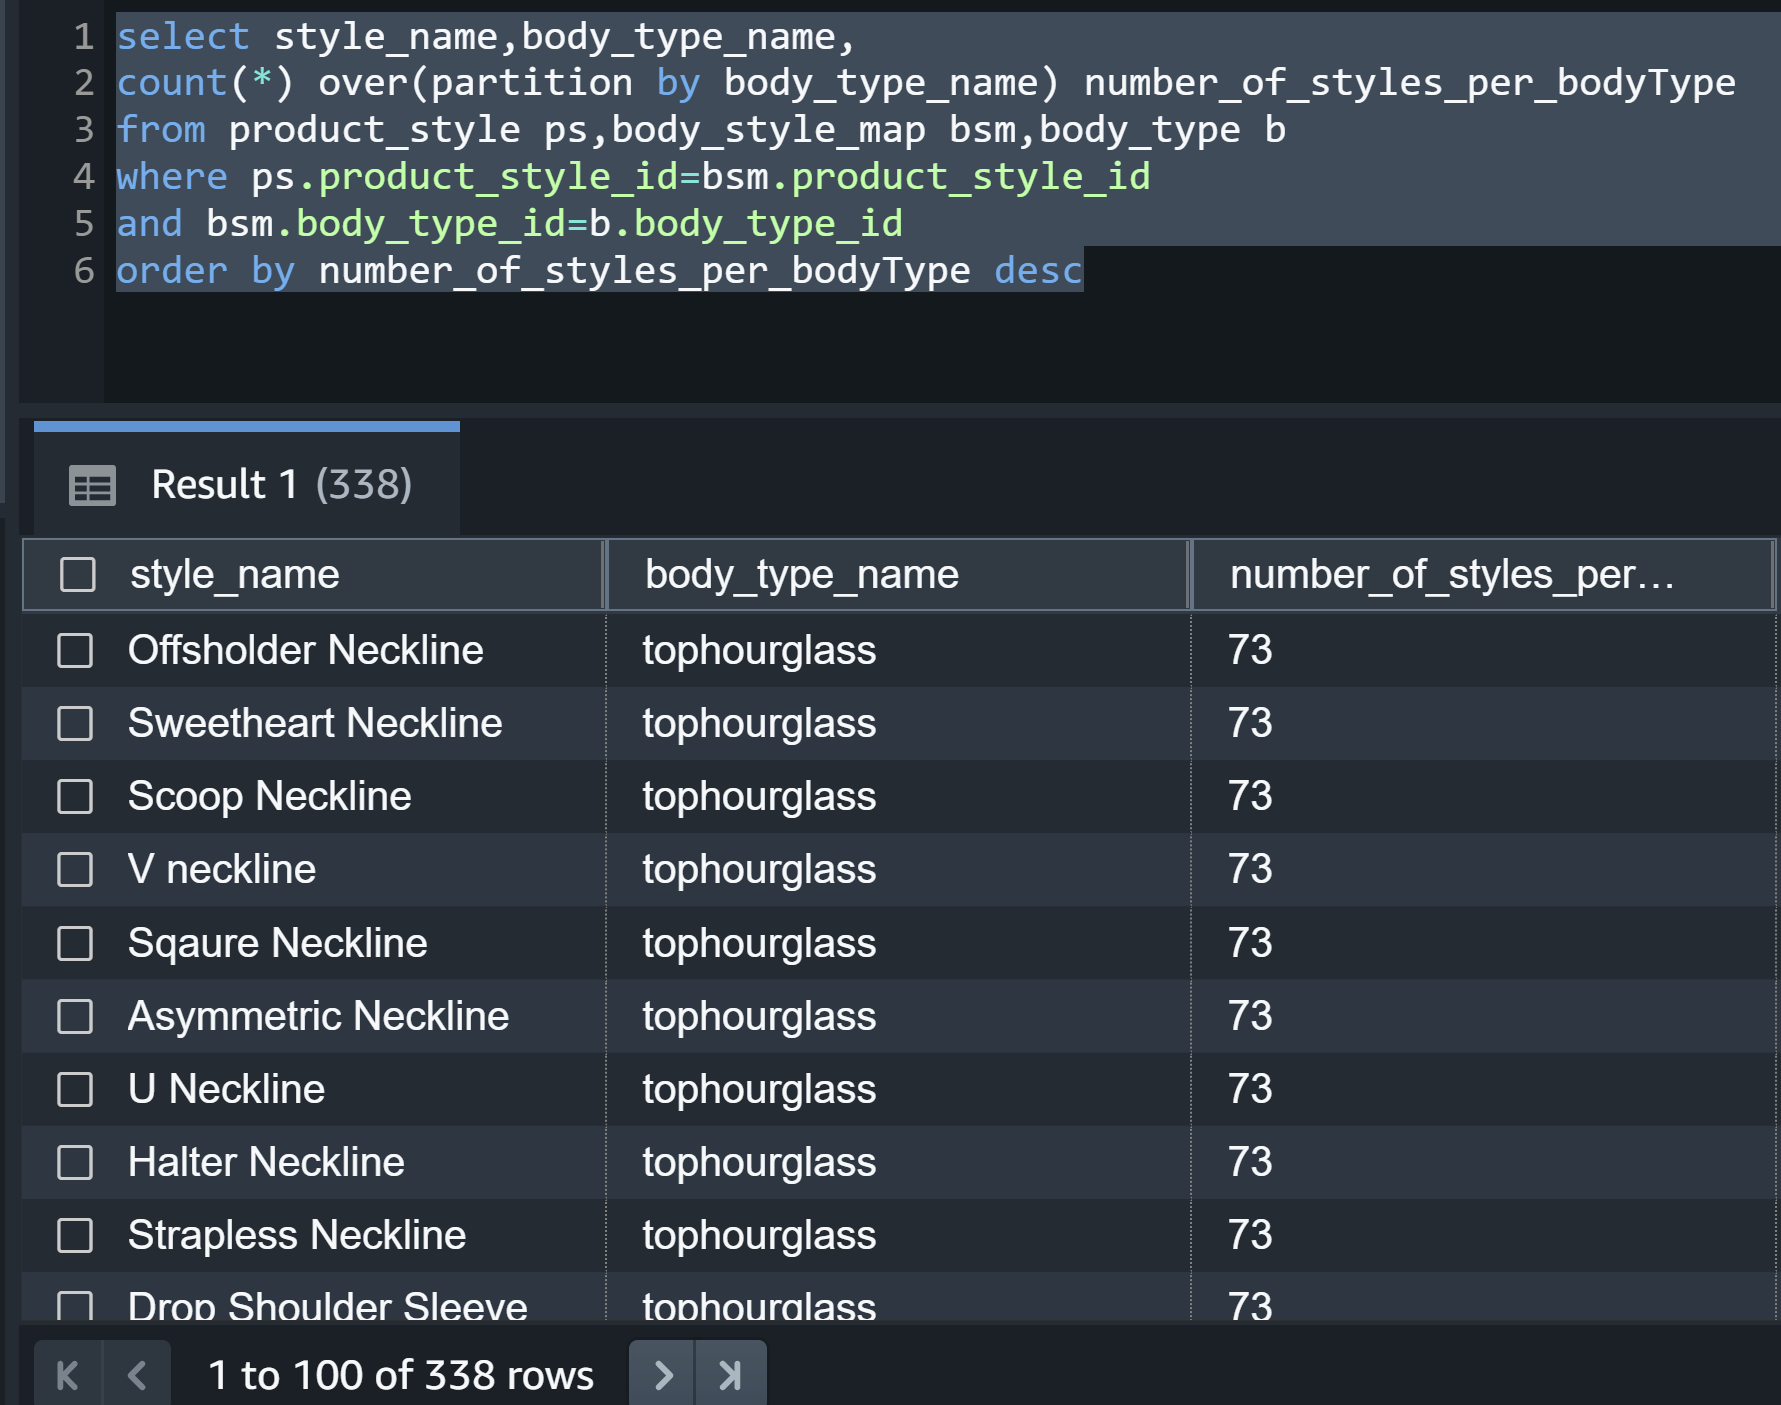 1 select style_name,body_type_name,
2 count(*) over(partition by body_type_name) number_of_styles_per_bodyType
3 from product_style ps,body_style_map bsm,body_type b
4 where ps.product_style_id=bsm.product_style_id
5 and bsm.body_type_id=b.body_type_id
6 order by number_of_styles_per_bodyType desc
Result 1 (338)
style_name body_type_name number_of_styles_per...
Offsholder Neckline tophourglass 73
Sweetheart Neckline tophourglass 73
Scoop Neckline tophourglass 73
V neckline tophourglass 73
Sqaure Neckline tophourglass 73
Asymmetric Neckline tophourglass 73
U Neckline tophourglass 73
Halter Neckline tophourglass 73
Strapless Neckline tophourglass 73
Drop Shoulder Sleeve tophourglass 73
1 to 100 of 338 rows